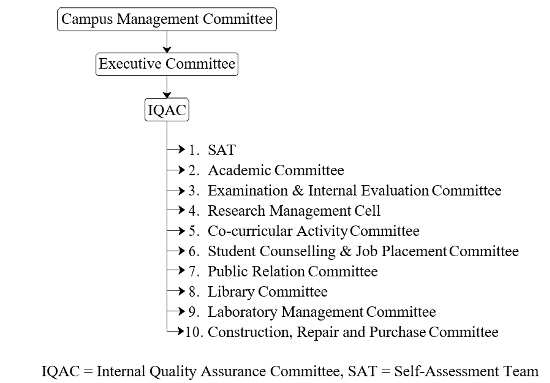 Campus Management Committee
Executive Committee
IQAC
1. SAT
2. Academic Committee
3. Examination & Internal Evaluation Committee
4. Research Management Cell
5. Co-curricular Activity Committee
6. Student Counselling & Job Placement Committee
7. Public Relation Committee
8. Library Committee
9. Laboratory Management Committee
10. Construction, Repair and Purchase Committee
IQAC = Internal Quality Assurance Committee, SAT = Self-Assessment Team